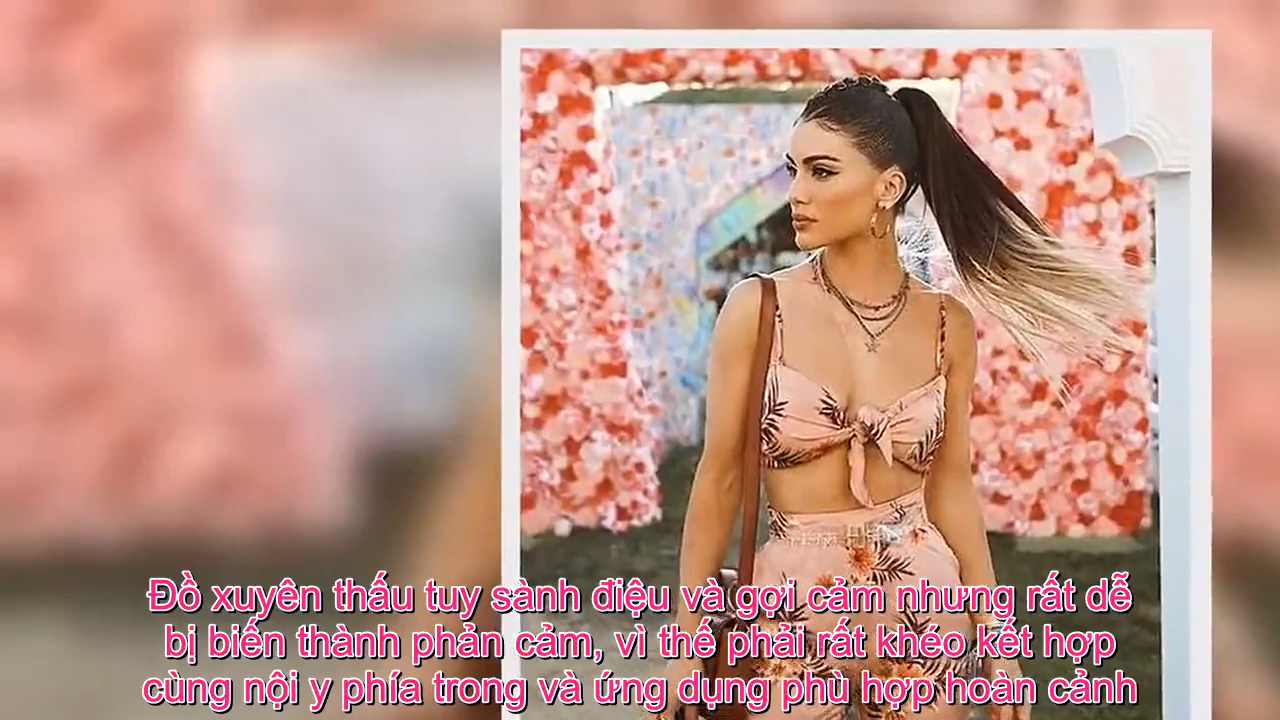 Đồ xuyên thấu tuy sành điệu và gợi cảm nhưng rất dễ
bị biến thành phản cảm, vì thế phải rất khéo kết hợp
cùng nội y phía trong và ứng dụng phù hợp hoàn cảnh